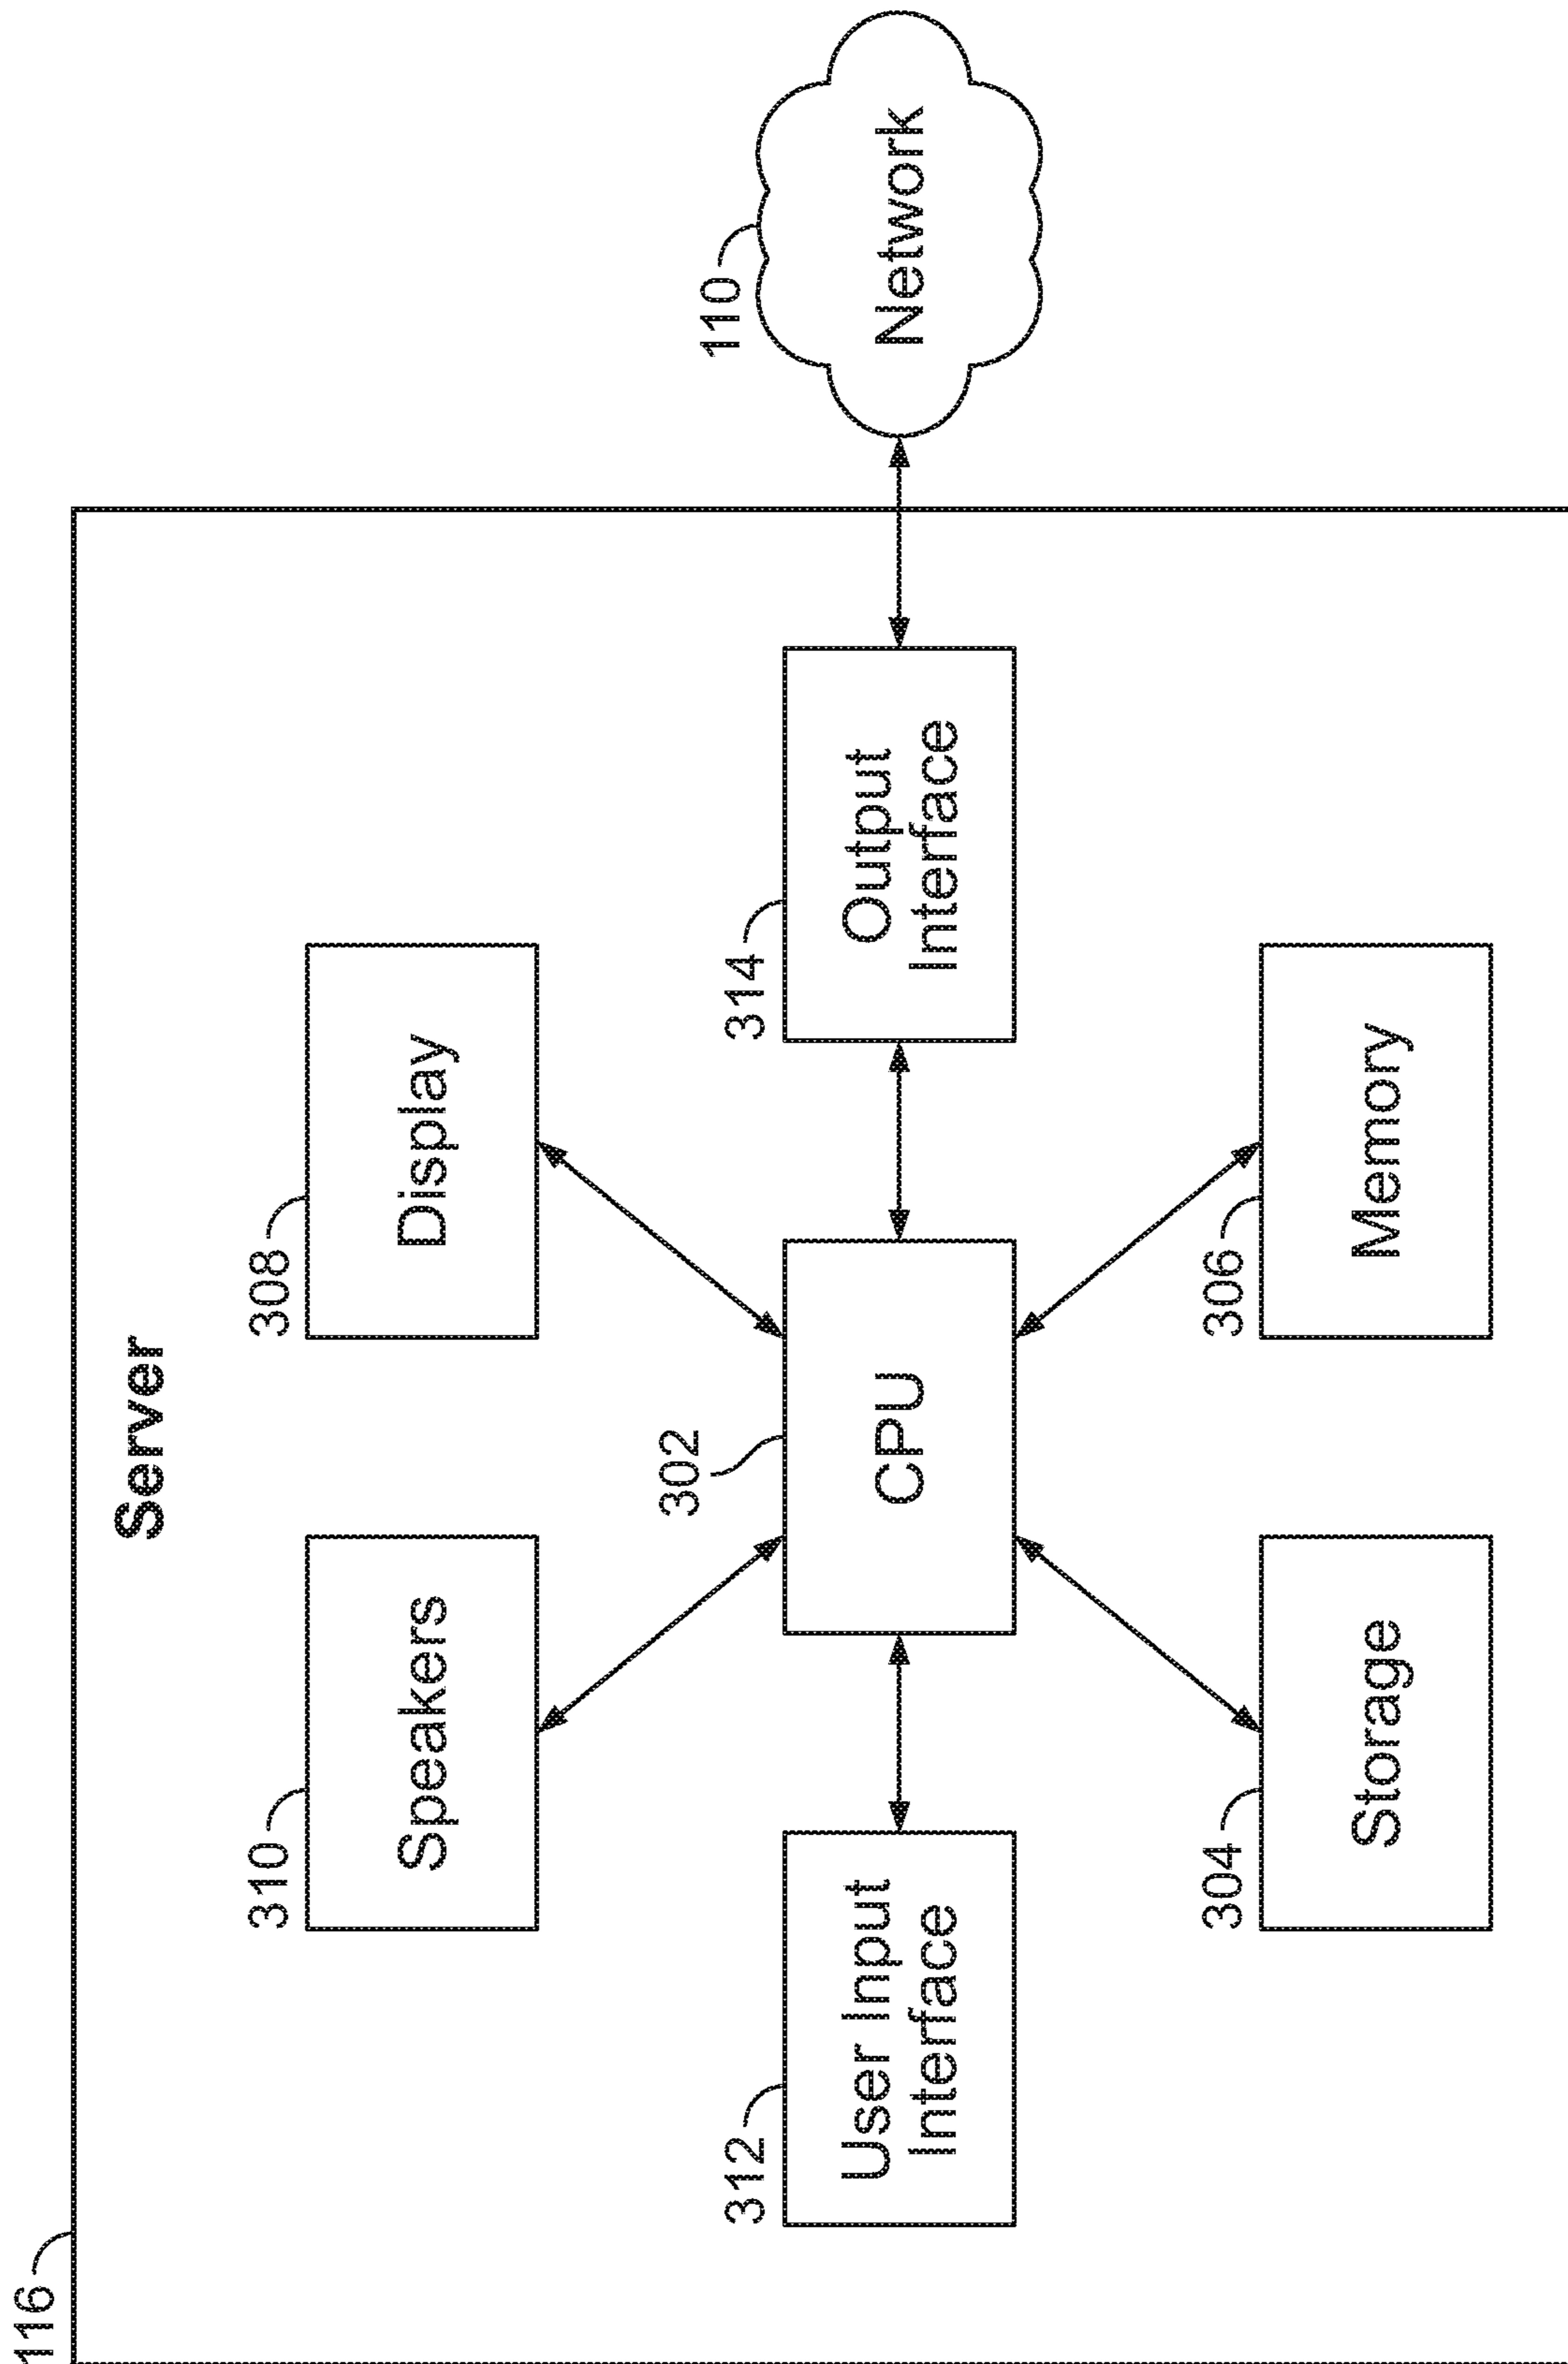 116
Server
310
Speakers
308
Display
302
CPU
312
User Input
Interface
314
Output
Interface
110
Network
304
Storage
306
Memory